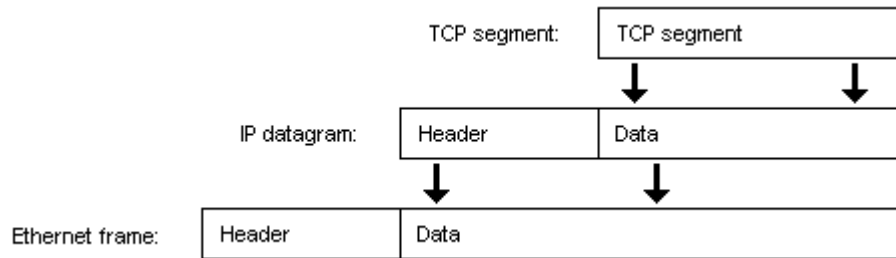 TCP segment: TCP segment
IP datagram: Header Data
Ethernet frame: Header Data